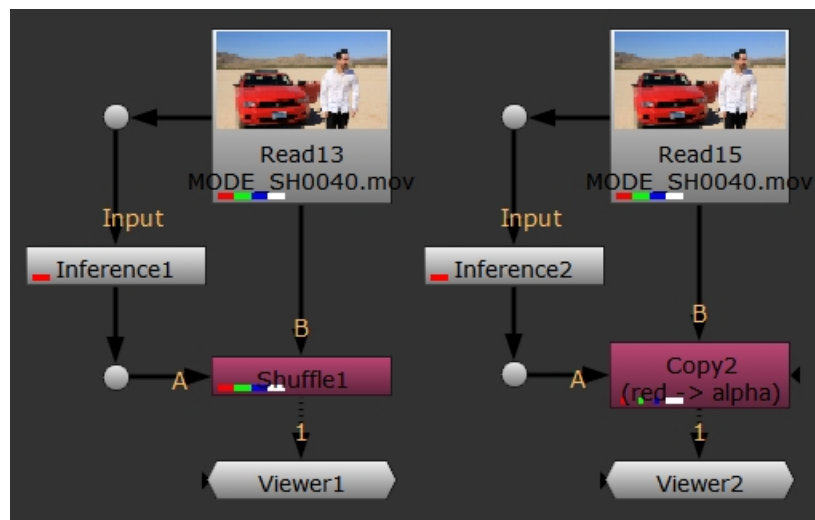 Read13
MODE_SH0040.mov
Input
Inference1
B
A
Shuffle1
1
Viewer1
Read15
MODE_SH0040.mov
Input
Inference2
B
A
Copy2
(red -> alpha)
1
Viewer2